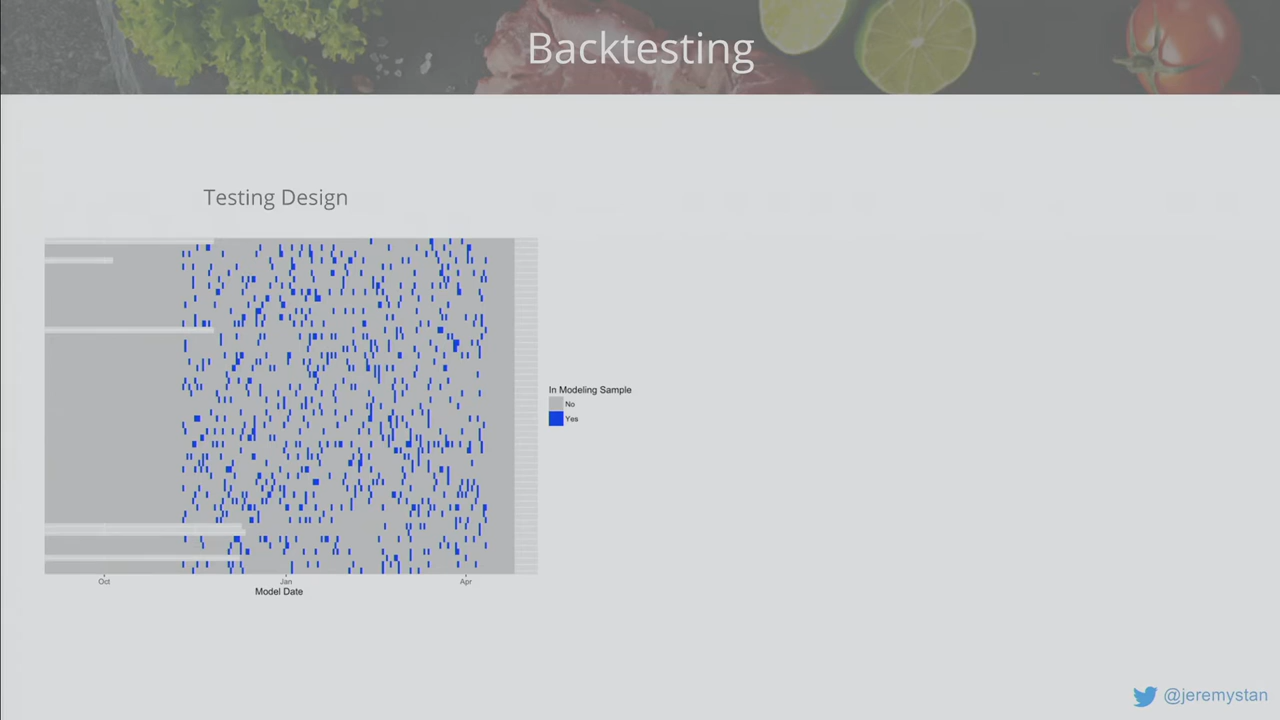 Backtesting
Testing Design
In Modeling Sample
No
Yes
Oct
Jan
Apr
Model Date
@jeremystan